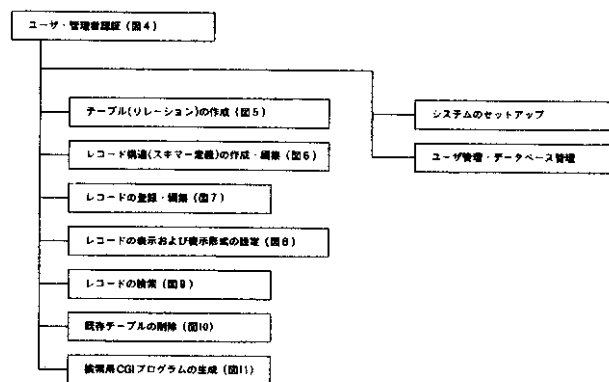 ユーザ・管理者認証（図4）
テーブル(リレーション)の作成（図5）
レコード構造(スキマー定義)の作成・編集（図6）
レコードの登録・編集（図7）
レコードの表示および表示形式の設定（図8）
レコードの検索（図9）
既存テーブルの削除（図10）
検索用CGIプログラムの生成（図11）
システムのセットアップ
ユーザ管理・データベース管理